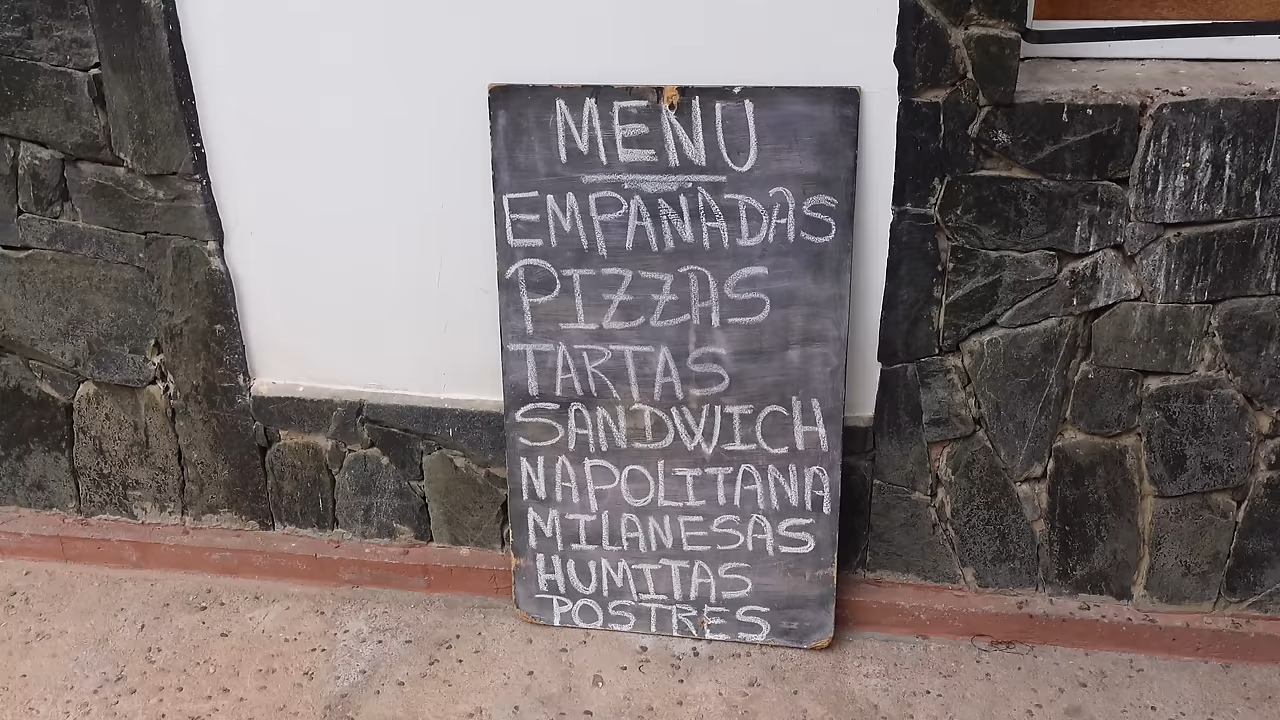 MENU
EMPANADAS
PIZZAS
TARTAS
SANDWICH
NAPOLITANA
MILANESAS
HUMITAS
POSTRES